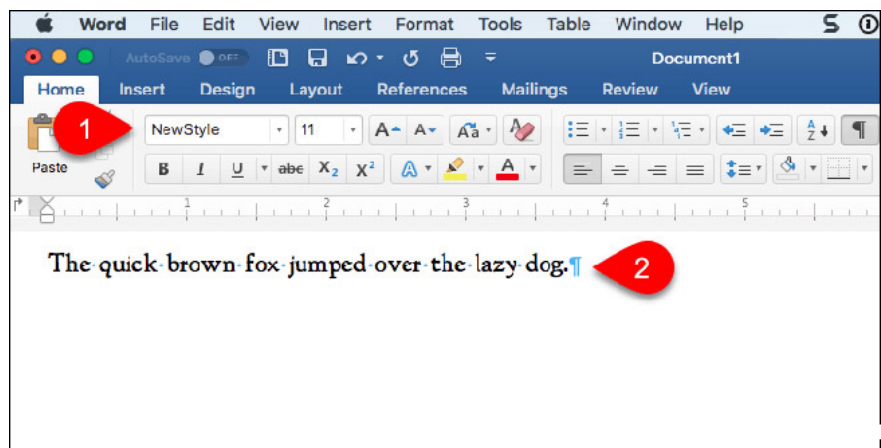 Word File Edit View Insert Format Tools Table Window Help
AutoSave OFF Document1
Home Insert Design Layout References Mailings Review View
1 NewStyle 11 A A Aa A Z
Paste B I U abc X2 X2 A A ¶
1 2 3 4 5
The quick brown fox jumped over the lazy dog.¶ 2